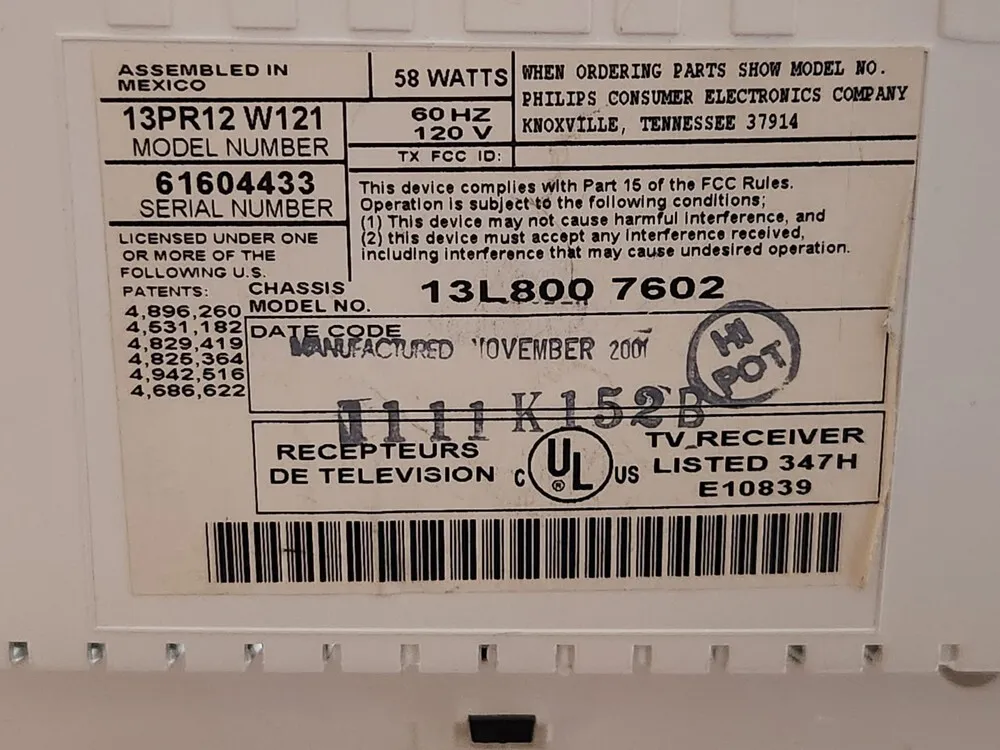 ASSEMBLED IN
MEXICO
58 WATTS
WHEN ORDERING PARTS SHOW MODEL NO.
PHILIPS CONSUMER ELECTRONICS COMPANY
KNOXVILLE, TENNESSEE 37914
13PR12 W121
MODEL NUMBER
60 HZ
120 V
TX FCC ID:
61604433
SERIAL NUMBER
This device complies with Part 15 of the FCC Rules.
Operation is subject to the following conditions;
(1) This device may not cause harmful interference, and
(2) this device must accept any interference received,
including interference that may cause undesired operation.
LICENSED UNDER ONE
OR MORE OF THE
FOLLOWING U.S.
PATENTS:
4,896,260
4,531,182
4,829,419
4,825,364
4,942,516
4,686,622
CHASSIS
MODEL NO.
13L800 7602
DATE CODE
MANUFACTURED NOVEMBER 2001
HI
POT
111K152B
RECEPTEURS
DE TELEVISION
C UL US
®
TV RECEIVER
LISTED 347H
E10839